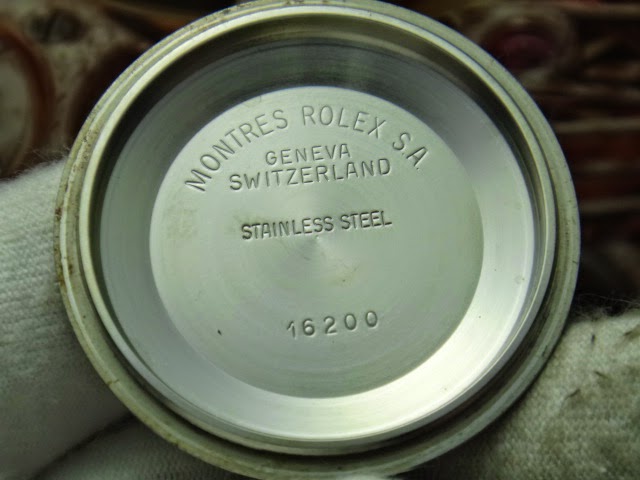 MONTRES ROLEX S.A.
GENEVA
SWITZERLAND
STAINLESS STEEL
16200